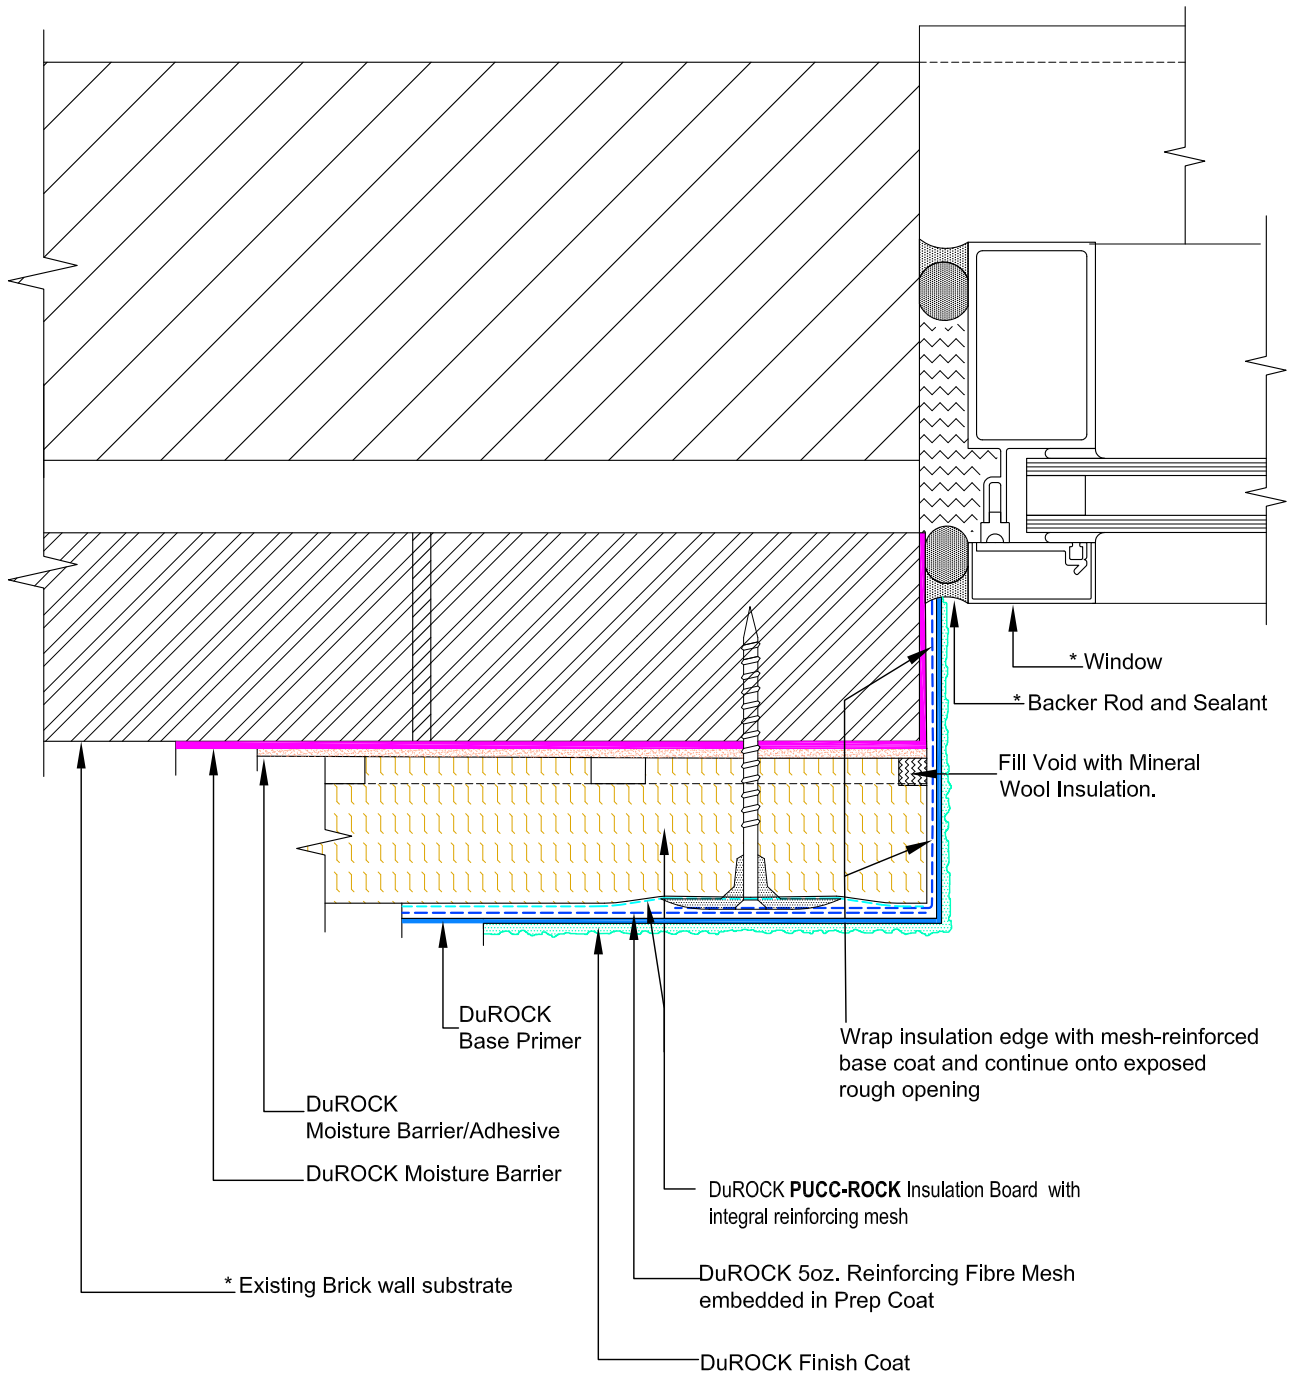 * Window
* Backer Rod and Sealant
Fill Void with Mineral
Wool Insulation.
DuROCK
Base Primer
Wrap insulation edge with mesh-reinforced
base coat and continue onto exposed
rough opening
DuROCK
Moisture Barrier/Adhesive
DuROCK Moisture Barrier
DuROCK PUCC-ROCK Insulation Board with
integral reinforcing mesh
* Existing Brick wall substrate
DuROCK 5oz. Reinforcing Fibre Mesh
embedded in Prep Coat
DuROCK Finish Coat